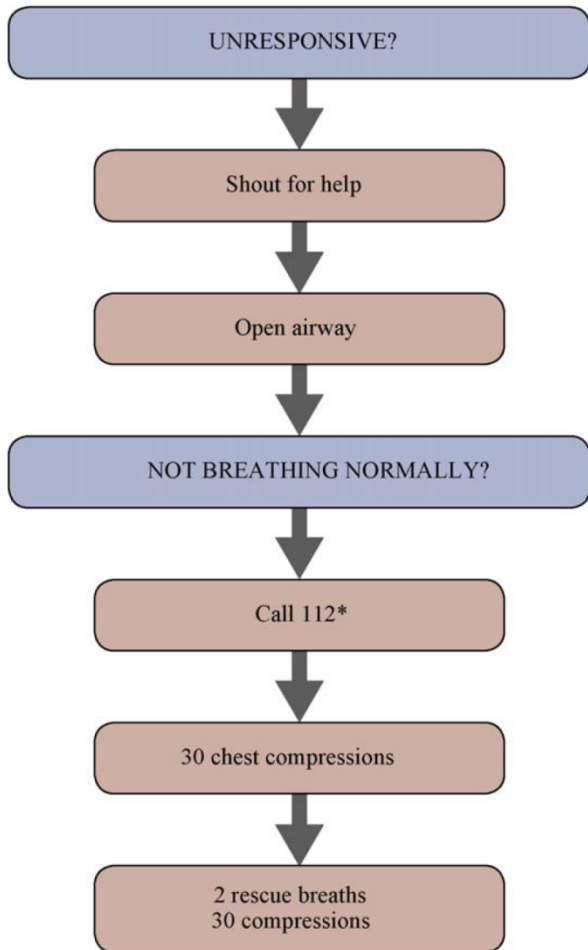 UNRESPONSIVE?
Shout for help
Open airway
NOT BREATHING NORMALLY?
Call 112*
30 chest compressions
2 rescue breaths
30 compressions